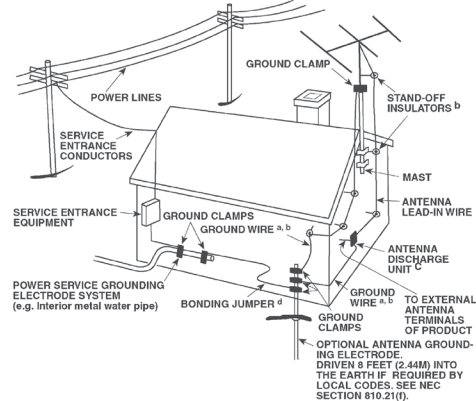 GROUND CLAMP
POWER LINES
STAND-OFF
INSULATORS b
SERVICE
ENTRANCE
CONDUCTORS
MAST
ANTENNA
LEAD-IN WIRE
SERVICE ENTRANCE
EQUIPMENT
GROUND CLAMPS
GROUND WIRE a, b
ANTENNA
DISCHARGE
UNIT C
POWER SERVICE GROUNDING
ELECTRODE SYSTEM
(e.g. Interior metal water pipe)
BONDING JUMPER d
GROUND
WIRE a, b
TO EXTERNAL
ANTENNA
TERMINALS
OF PRODUCT
GROUND
CLAMPS
OPTIONAL ANTENNA GROUND-
ING ELECTRODE.
DRIVEN 8 FEET (2.44M) INTO
THE EARTH IF REQUIRED BY
LOCAL CODES. SEE NEC
SECTION 810.21(f).